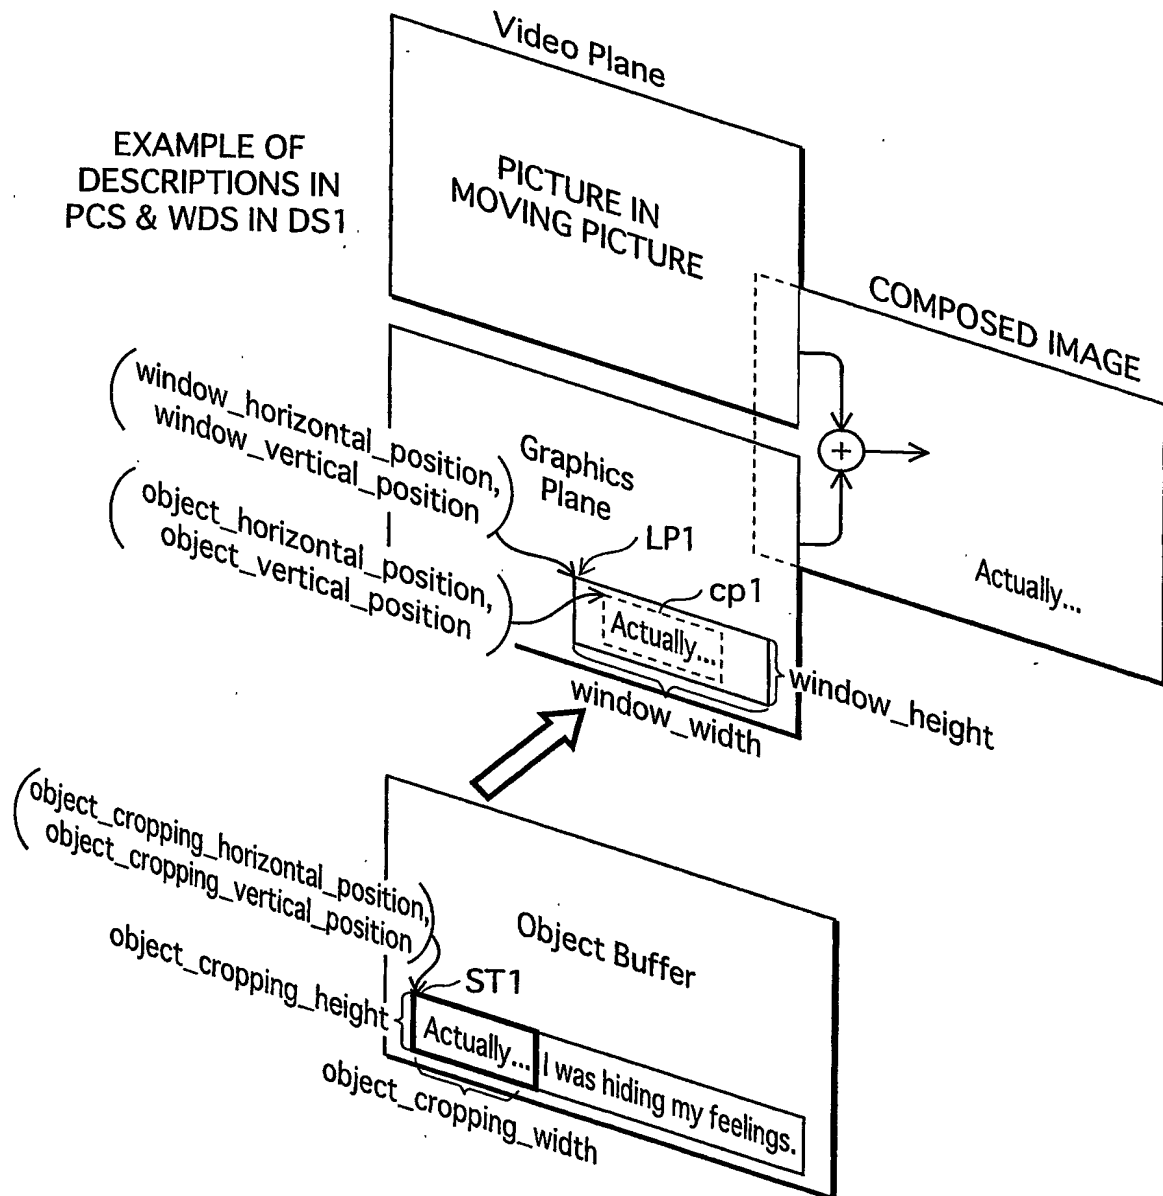 Video Plane
EXAMPLE OF
DESCRIPTIONS IN
PCS & WDS IN DS1
PICTURE IN
MOVING PICTURE
COMPOSED IMAGE
(window_horizontal_position,
window_vertical_position)
(object_horizontal_position,
object_vertical_position)
Graphics
Plane
LP1
cp1
Actually...
+
Actually...
window_height
window_width
(object_cropping_horizontal_position,
object_cropping_vertical_position)
object_cropping_height
Object Buffer
ST1
Actually... I was hiding my feelings.
object_cropping_width